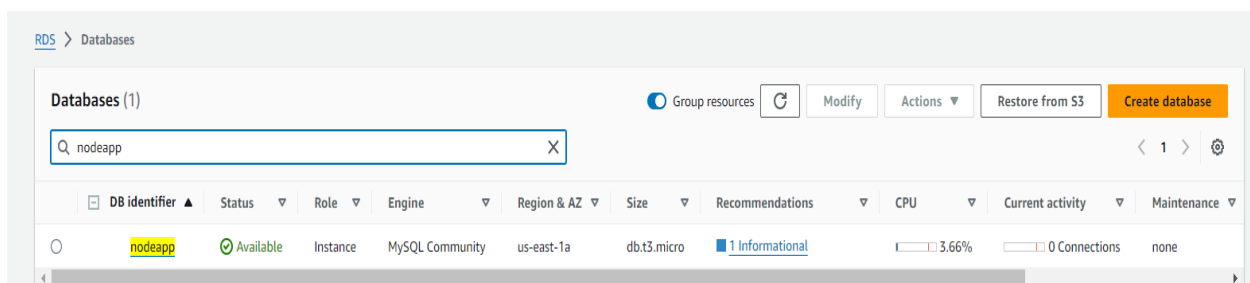 RDS > Databases
Databases (1) Group resources Modify Actions ▼ Restore from S3 Create database
nodeapp
< 1 >
DB identifier ▲ Status Role Engine Region & AZ Size Recommendations CPU Current activity Maintenance
nodeapp Available Instance MySQL Community us-east-1a db.t3.micro 1 Informational 3.66% 0 Connections none